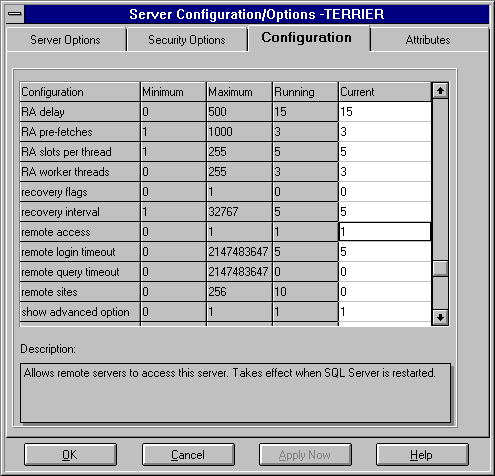 Server Configuration/Options -TERRIER
Server Options Security Options Configuration Attributes
Configuration Minimum Maximum Running Current
RA delay 0 500 15 15
RA pre-fetches 1 1000 3 3
RA slots per thread 1 255 5 5
RA worker threads 0 255 3 3
recovery flags 0 1 0 0
recovery interval 1 32767 5 5
remote access 0 1 1 1
remote login timeout 0 2147483647 5 5
remote query timeout 0 2147483647 0 0
remote sites 0 256 10 0
show advanced option 0 1 1 1
Description:
Allows remote servers to access this server. Takes effect when SQL Server is restarted.
OK Cancel Apply Now Help